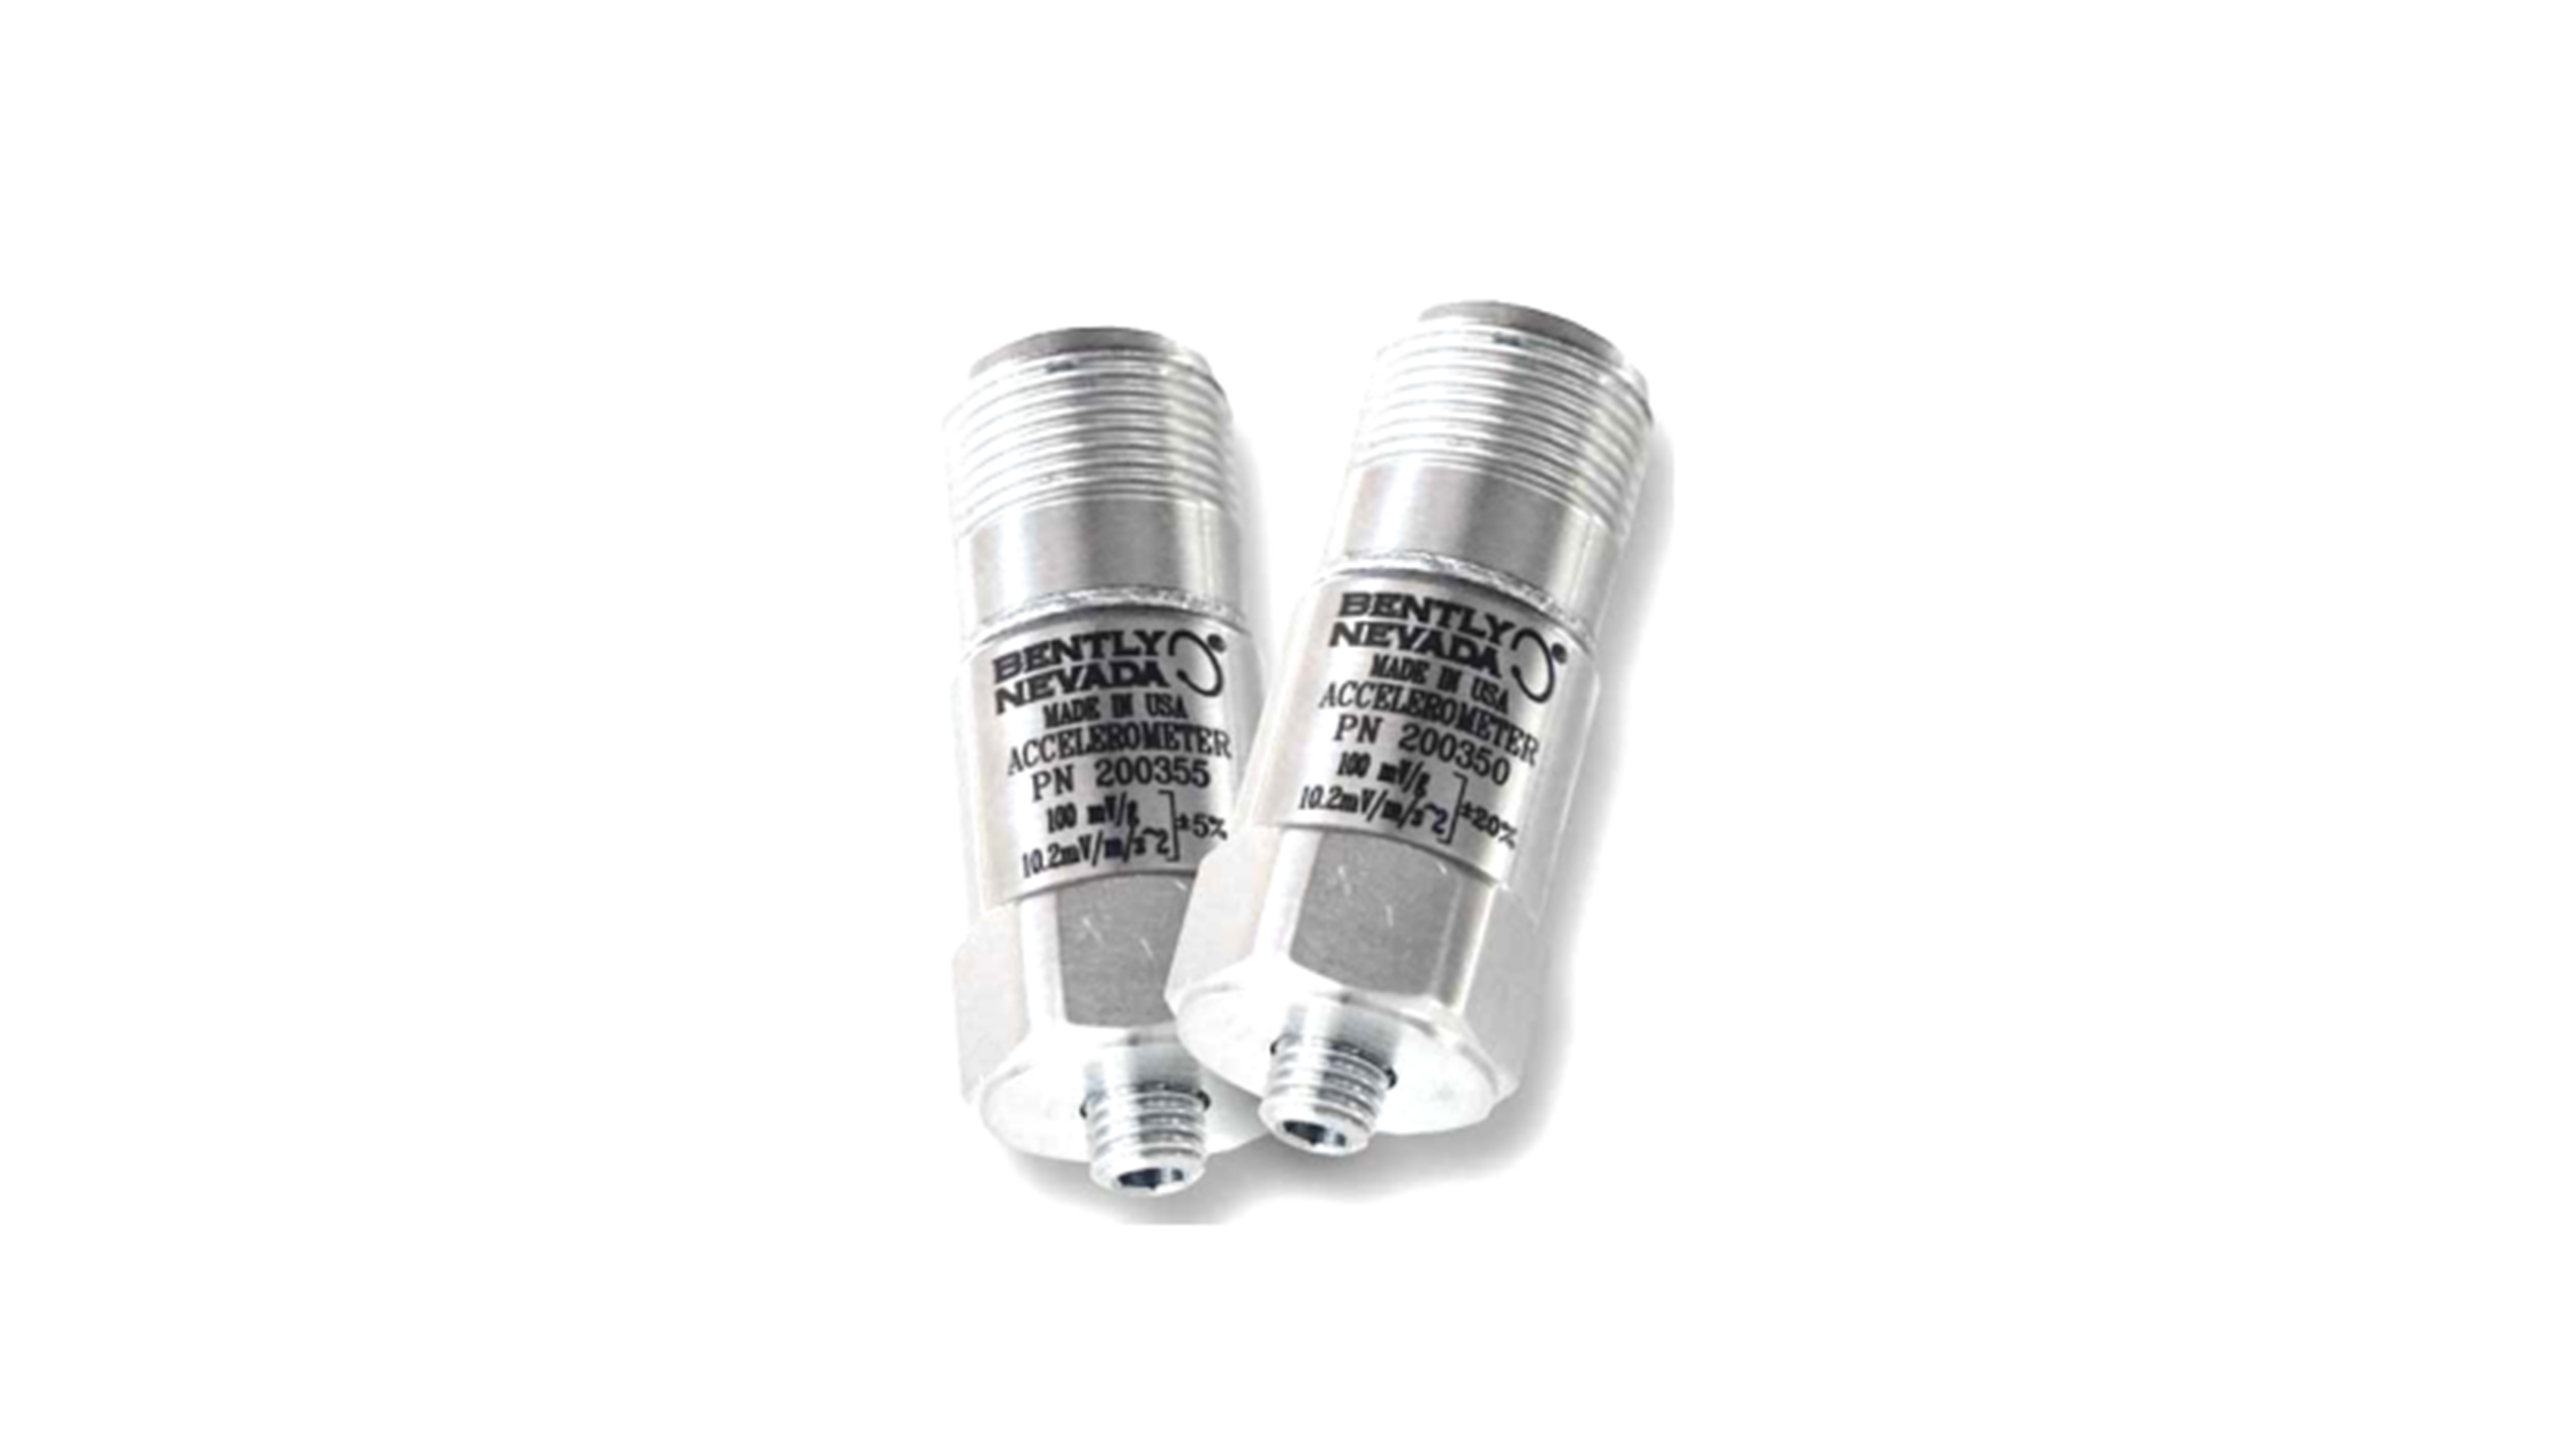 BENTLY
NEVADA
MADE IN USA
ACCELEROMETER
PN 200355
100 mV/g
10.2mV/m/s~2
±5%
BENTLY
NEVADA
MADE IN USA
ACCELEROMETER
PN 200350
100 mV/g
10.2mV/m/s~2
±20%